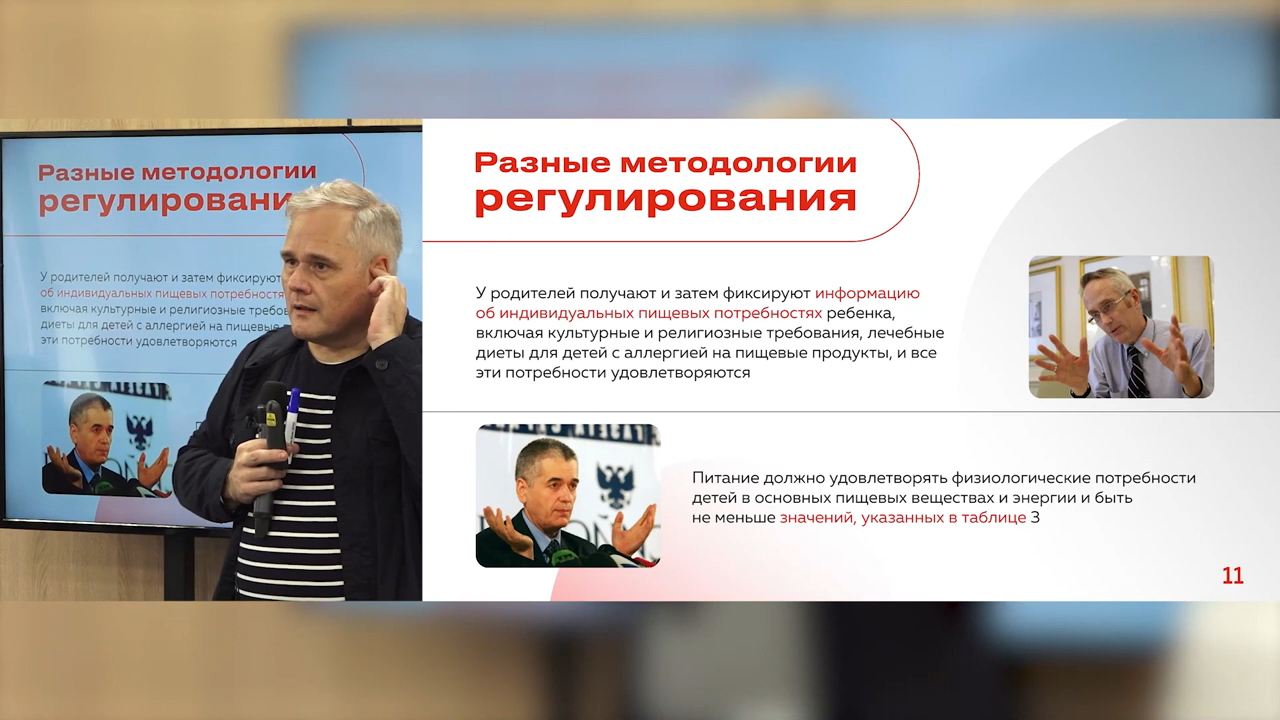 Разные методологии
регулировани
У родителей получают и затем фиксируют
об индивидуальных пищевых потребностя
включая культурные и религиозные требо
диеты для детей с аллергией на пищевые
эти потребности удовлетворяются
Разные методологии
регулирования
У родителей получают и затем фиксируют информацию
об индивидуальных пищевых потребностях ребенка,
включая культурные и религиозные требования, лечебные
диеты для детей с аллергией на пищевые продукты, и все
эти потребности удовлетворяются
Питание должно удовлетворять физиологические потребности
детей в основных пищевых веществах и энергии и быть
не меньше значений, указанных в таблице 3
11